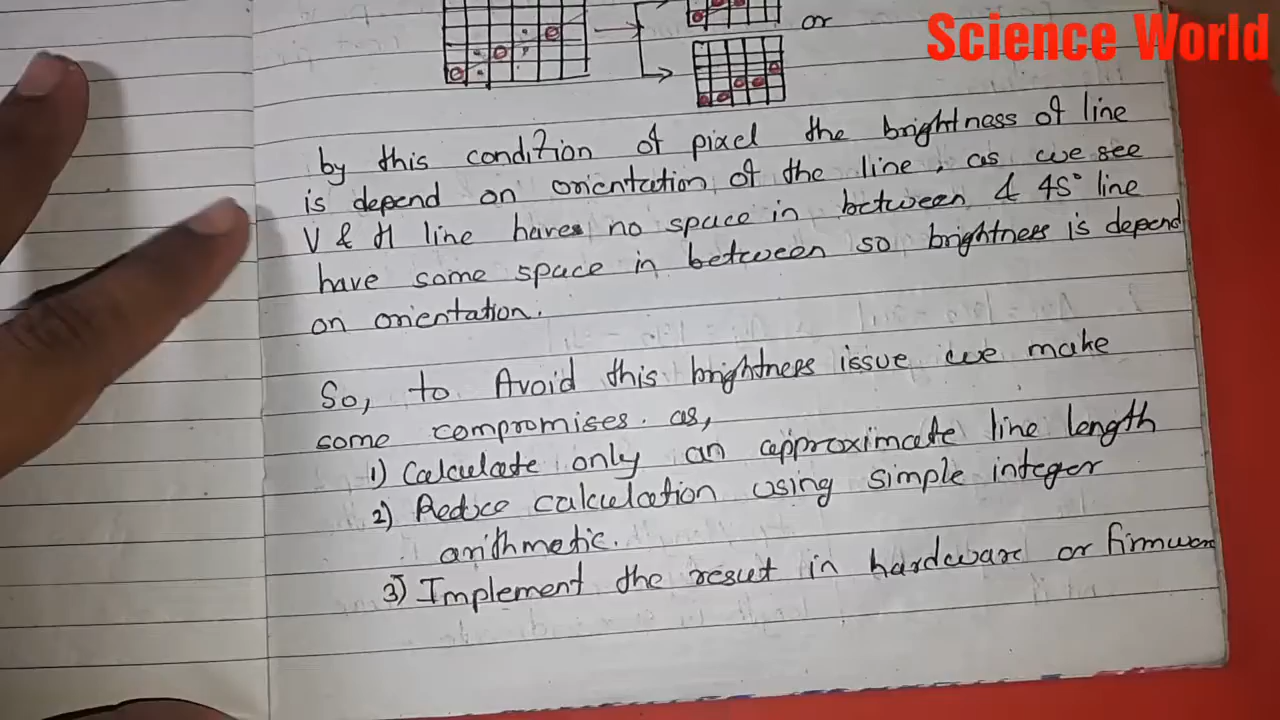 Science World
or
by this condition of pixel the brightness of line
is depend on orientation of the line, as we see
V & H line haves no space in between & 45° line
have some space in between so brightness is depend
on orientation.
So, to Avoid this brightness issue we make
some compromises. as,
1) Calculate only an approximate line length
2) Reduce calculation using simple integer
arithmetic.
3) Implement the result in hardware or firmware